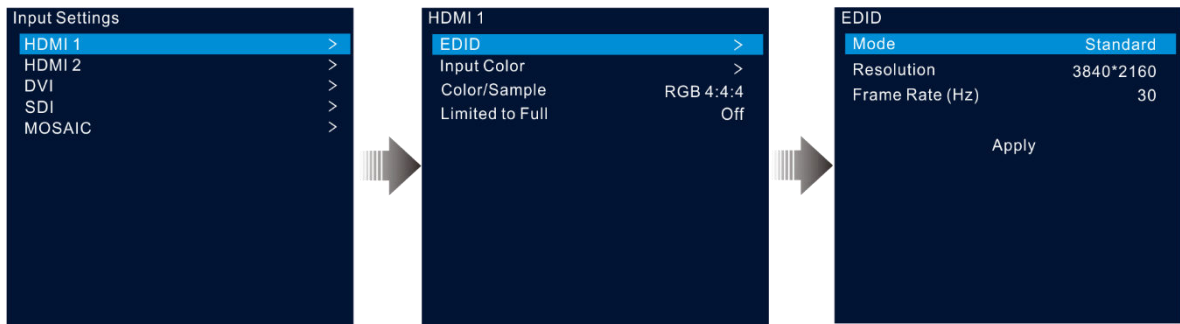 Input Settings
HDMI 1 >
HDMI 2 >
DVI >
SDI >
MOSAIC >
HDMI 1
EDID >
Input Color >
Color/Sample RGB 4:4:4
Limited to Full Off
EDID
Mode Standard
Resolution 3840*2160
Frame Rate (Hz) 30
Apply